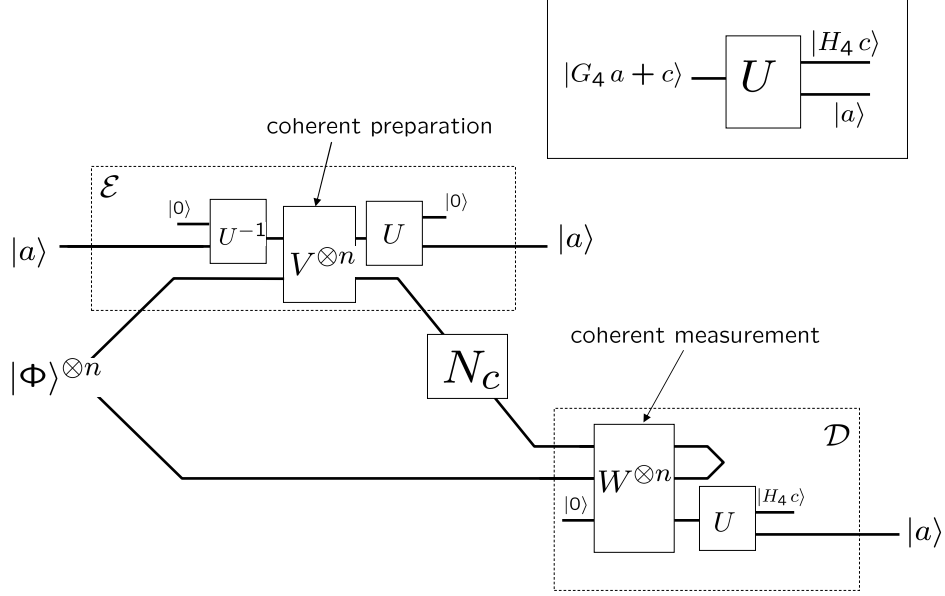 |G₄ a + c⟩
U
|H₄ c⟩
|a⟩
coherent preparation
ℰ
|0⟩
U⁻¹
V^{⊗n}
U
|0⟩
|a⟩
|a⟩
|Φ⟩^{⊗n}
N_c
coherent measurement
𝒟
W^{⊗n}
|0⟩
U
|H₄ c⟩
|a⟩